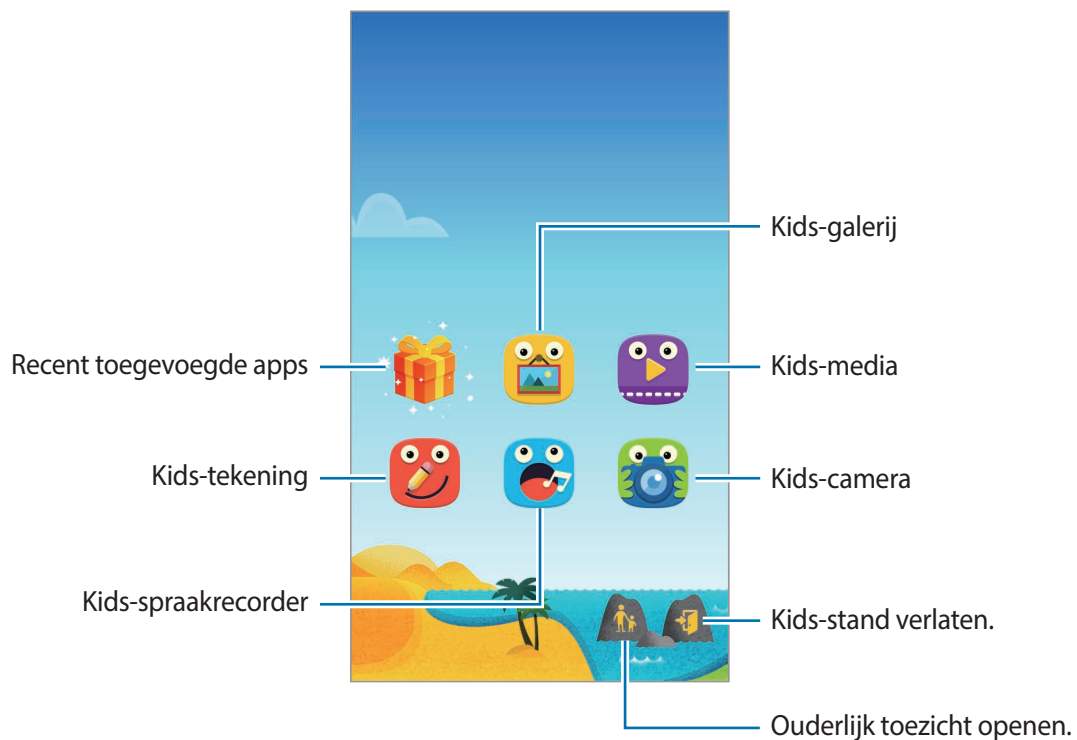 Kids-galerij
Recent toegevoegde apps
Kids-media
Kids-tekening
Kids-camera
Kids-spraakrecorder
Kids-stand verlaten.
Ouderlijk toezicht openen.